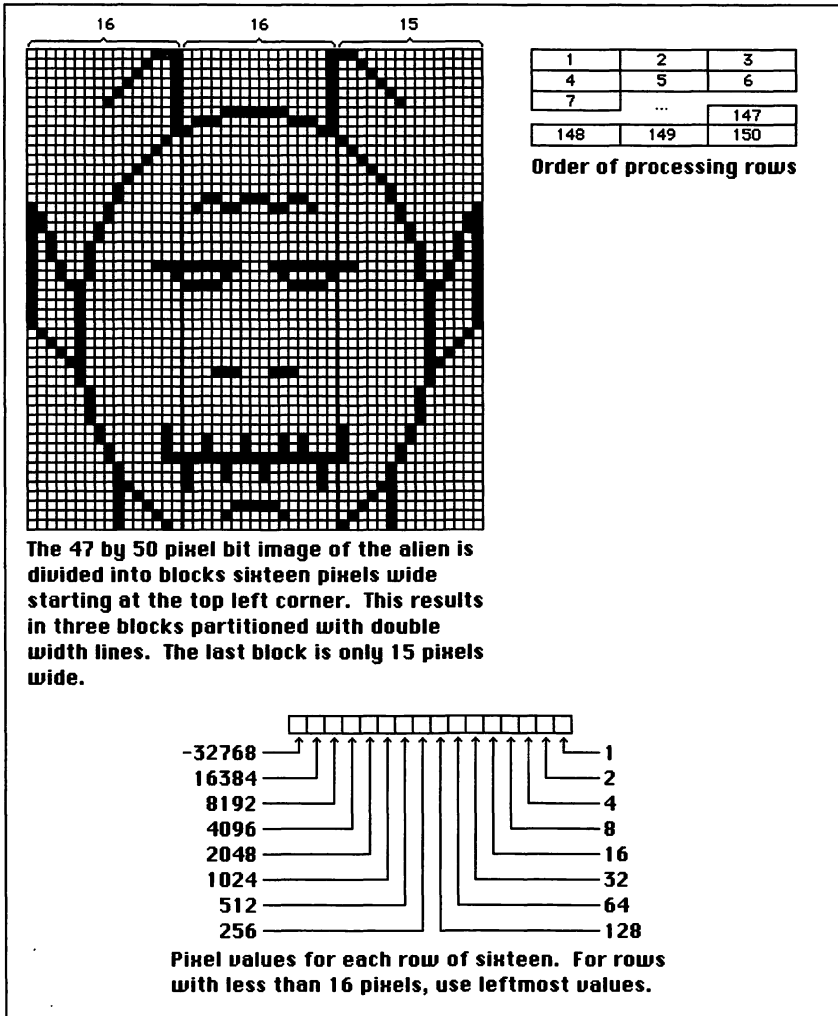 16 16 15
1 2 3
4 5 6
7 ... 147
148 149 150
Order of processing rows
The 47 by 50 pixel bit image of the alien is
divided into blocks sixteen pixels wide
starting at the top left corner. This results
in three blocks partitioned with double
width lines. The last block is only 15 pixels
wide.
-32768 1
16384 2
8192 4
4096 8
2048 16
1024 32
512 64
256 128
Pixel values for each row of sixteen. For rows
with less than 16 pixels, use leftmost values.